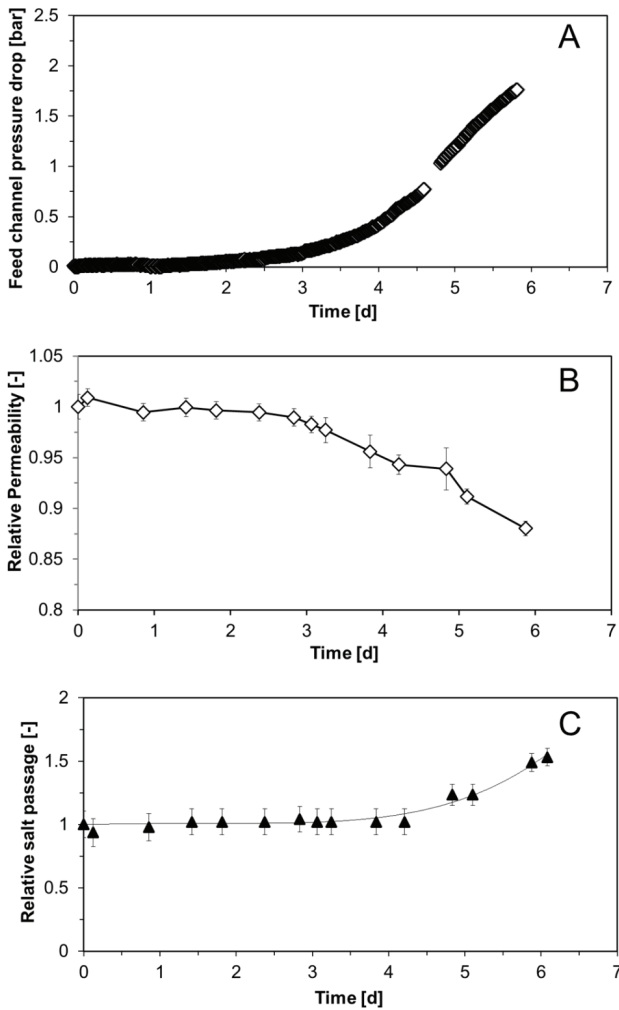 A
Feed channel pressure drop [bar]
2.5
2
1.5
1
0.5
0
0 1 2 3 4 5 6 7
Time [d]
B
Relative Permeability [-]
1.05
1
0.95
0.9
0.85
0.8
0 1 2 3 4 5 6 7
Time [d]
C
Relative salt passage [-]
2
1.5
1
0.5
0
0 1 2 3 4 5 6 7
Time [d]